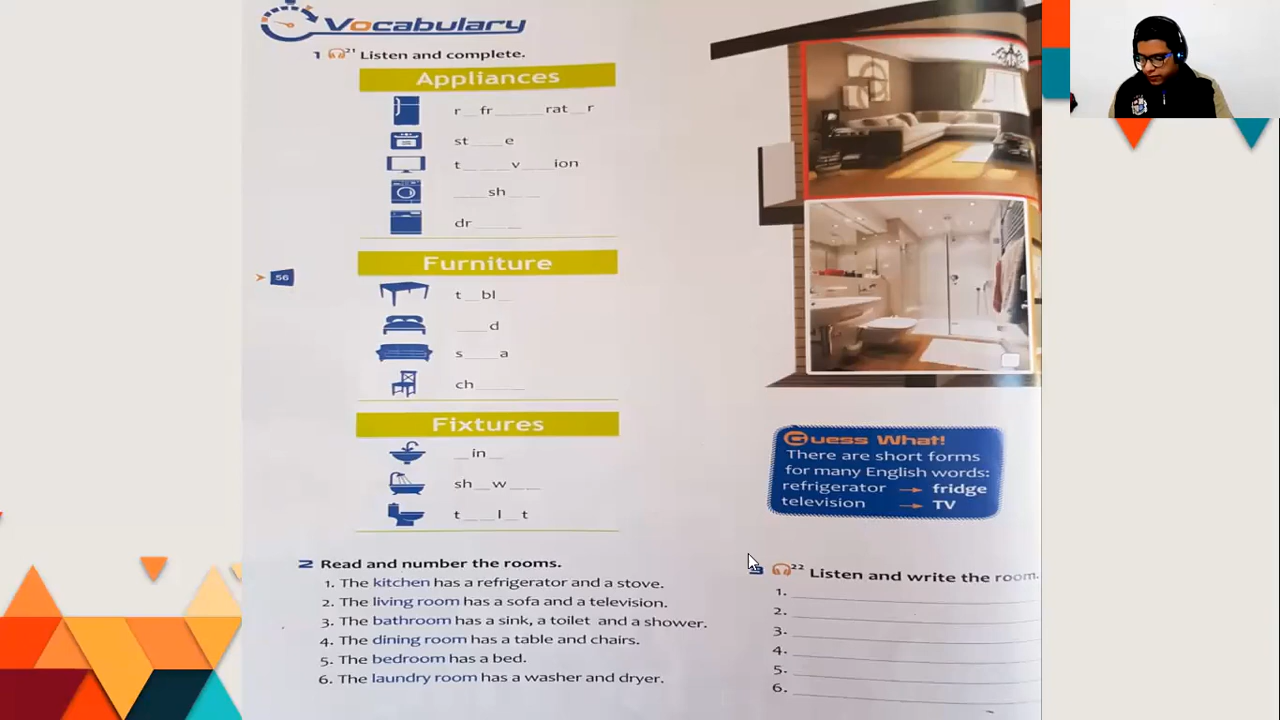 Vocabulary
1 21 Listen and complete.
Appliances
r__fr____rat__r
st____e
t____v____ion
____sh____
dr____
56
Furniture
t__bl__
____d
s____a
ch____
Fixtures
__in__
sh__w____
t____l__t
Guess What!
There are short forms
for many English words:
refrigerator → fridge
television → TV
2 Read and number the rooms.
1. The kitchen has a refrigerator and a stove.
2. The living room has a sofa and a television.
3. The bathroom has a sink, a toilet and a shower.
4. The dining room has a table and chairs.
5. The bedroom has a bed.
6. The laundry room has a washer and dryer.
3 22 Listen and write the room.
1.
2.
3.
4.
5.
6.